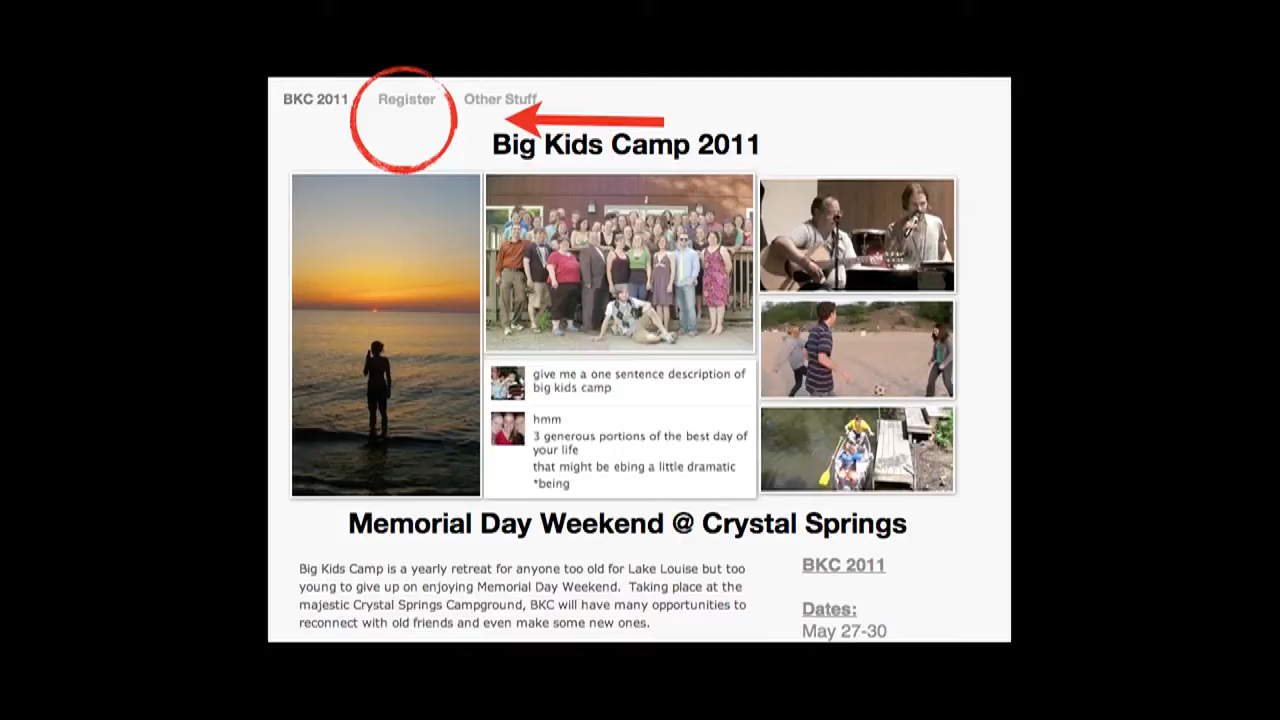 BKC 2011 Register Other Stuff
Big Kids Camp 2011
give me a one sentence description of
big kids camp
hmm
3 generous portions of the best day of
your life
that might be ebing a little dramatic
*being
Memorial Day Weekend @ Crystal Springs
Big Kids Camp is a yearly retreat for anyone too old for Lake Louise but too
young to give up on enjoying Memorial Day Weekend.  Taking place at the
majestic Crystal Springs Campground, BKC will have many opportunities to
reconnect with old friends and even make some new ones.
BKC 2011
Dates:
May 27-30